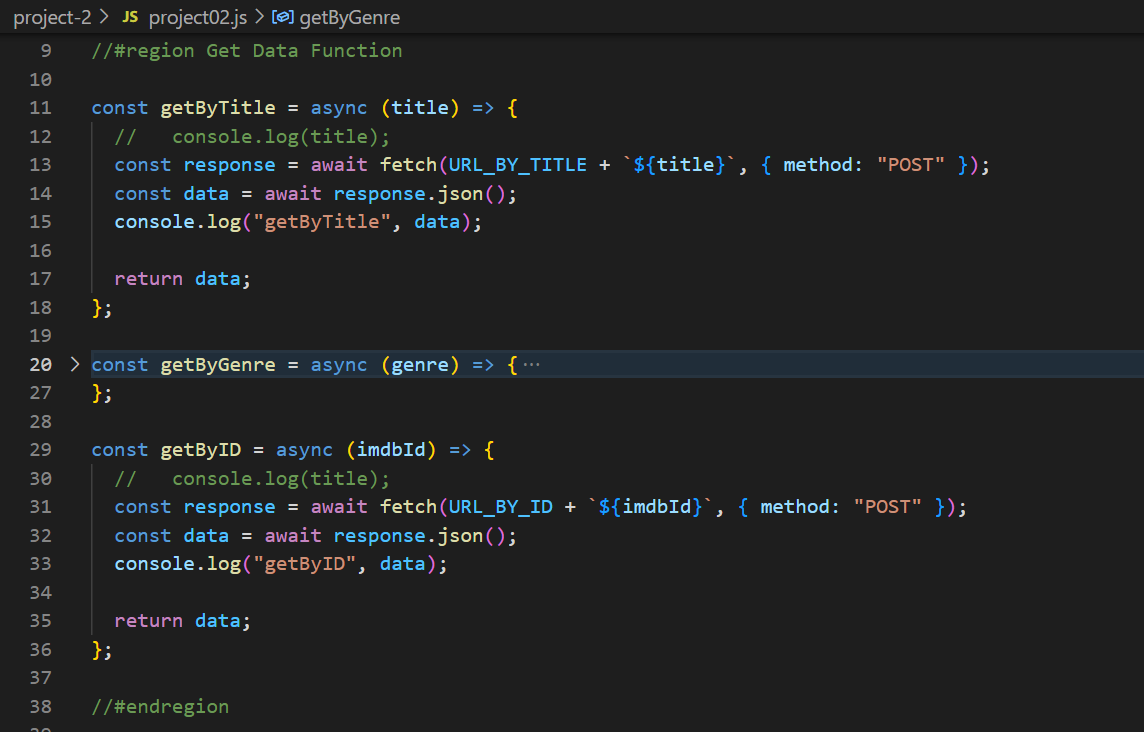 project-2 > JS project02.js > getByGenre
9 //#region Get Data Function
10
11 const getByTitle = async (title) => {
12 //   console.log(title);
13 const response = await fetch(URL_BY_TITLE + `${title}`, { method: "POST" });
14 const data = await response.json();
15 console.log("getByTitle", data);
16
17 return data;
18 };
19
20 > const getByGenre = async (genre) => { ···
27 };
28
29 const getByID = async (imdbId) => {
30 //   console.log(title);
31 const response = await fetch(URL_BY_ID + `${imdbId}`, { method: "POST" });
32 const data = await response.json();
33 console.log("getByID", data);
34
35 return data;
36 };
37
38 //#endregion